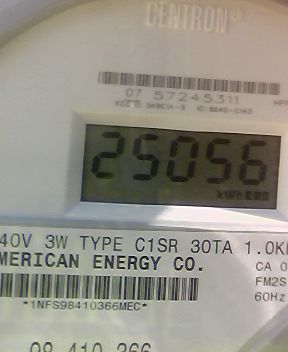 CENTRON®
07 57245311
25056
kWh
40V 3W TYPE C1SR 30TA 1.0K
MERICAN ENERGY CO.
CA 0
FM2S
60Hz
*1NFS98410366MEC*
98 410 366